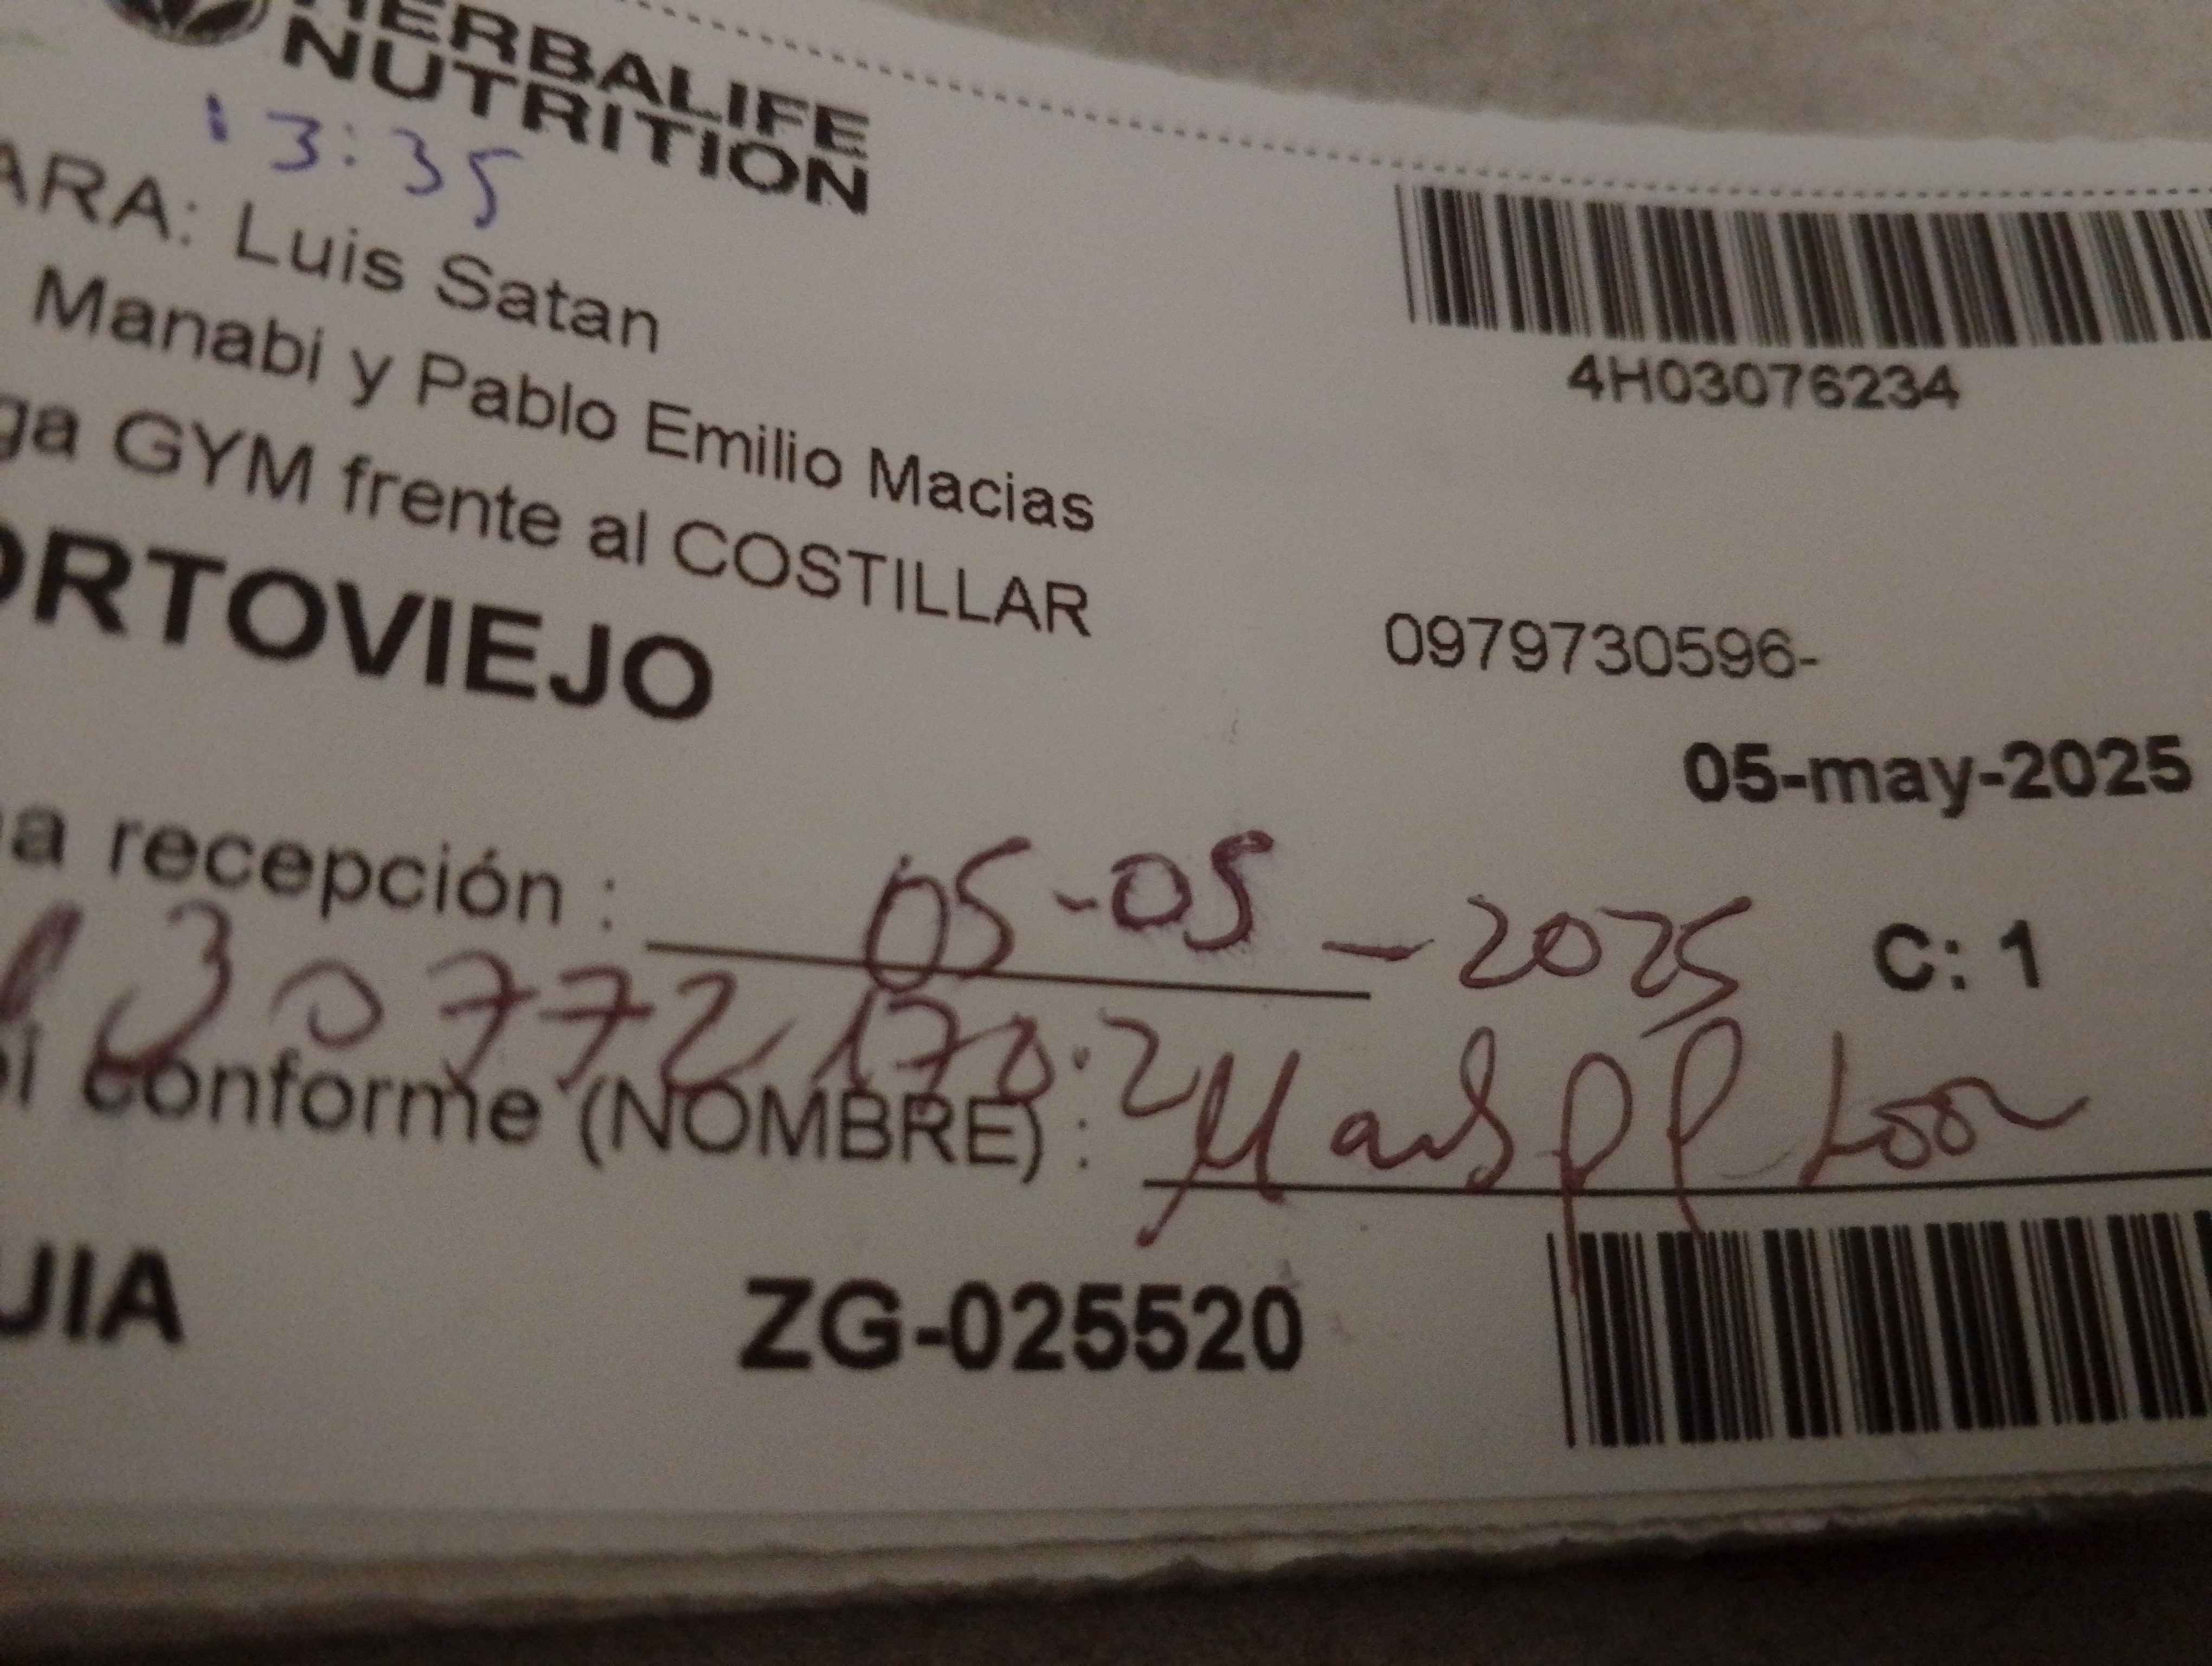 HERBALIFE
NUTRITION
13:35
ARA: Luis Satan
Manabi y Pablo Emilio Macias
ga GYM frente al COSTILLAR
ORTOVIEJO
4H03076234
0979730596-
05-may-2025
a recepción : 05-05-2025
C: 1
conforme (NOMBRE) :
UIA
ZG-025520